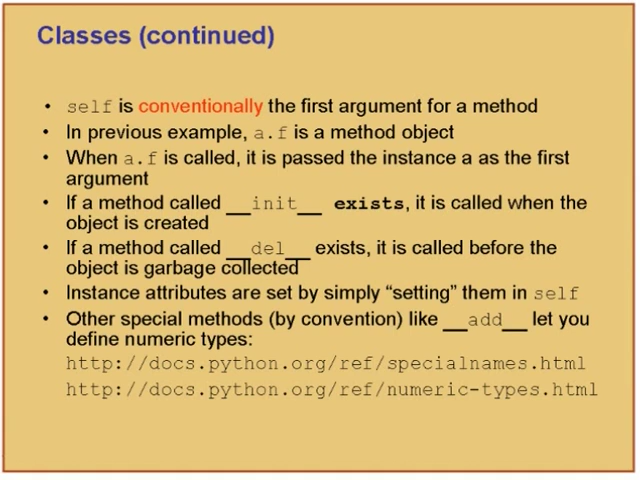 Classes (continued)
• self is conventionally the first argument for a method
• In previous example, a.f is a method object
• When a.f is called, it is passed the instance a as the first
argument
• If a method called __init__ exists, it is called when the
object is created
• If a method called __del__ exists, it is called before the
object is garbage collected
• Instance attributes are set by simply “setting” them in self
• Other special methods (by convention) like __add__ let you
define numeric types:
http://docs.python.org/ref/specialnames.html
http://docs.python.org/ref/numeric-types.html